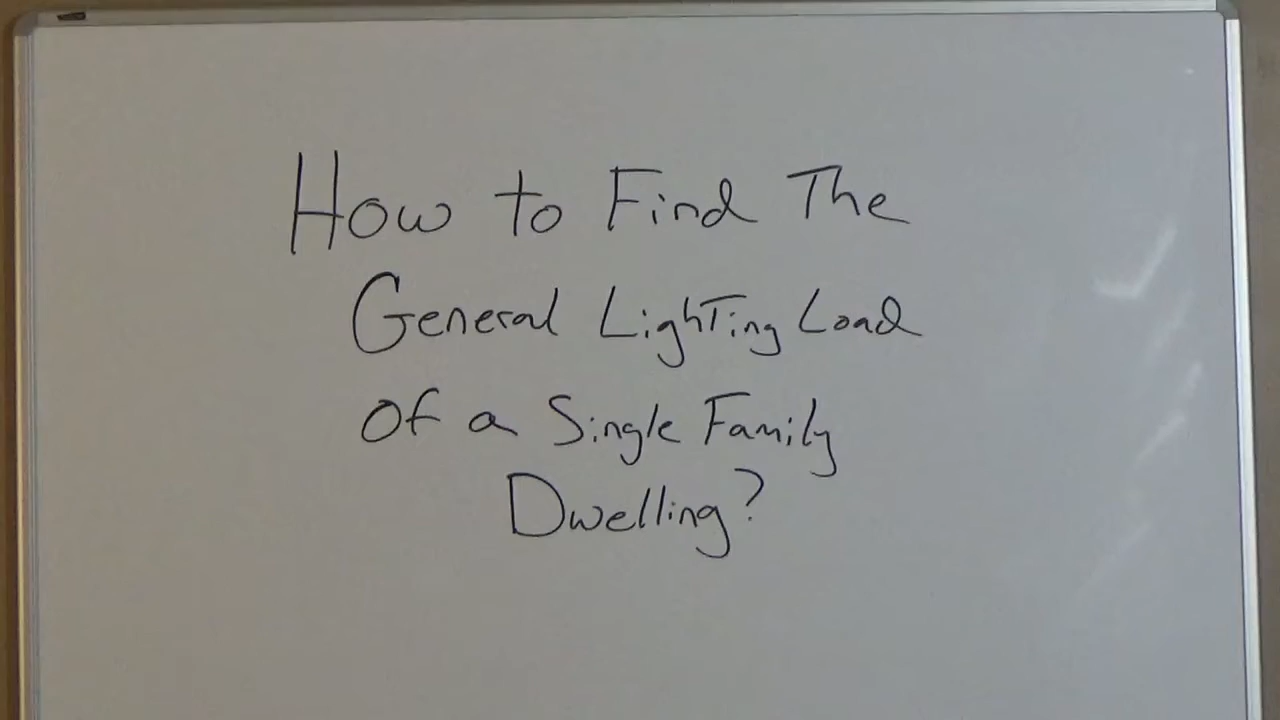 How to Find The
General Lighting Load
Of a Single Family
Dwelling?